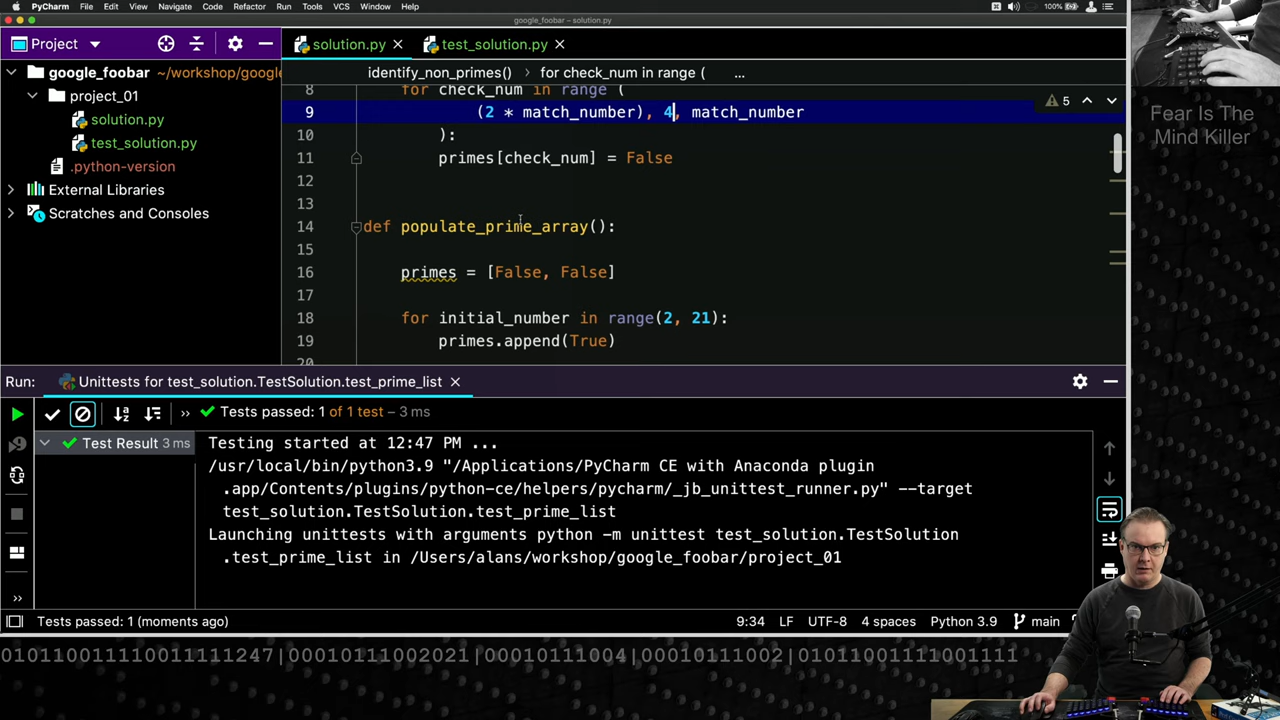 PyCharm File Edit View Navigate Code Refactor Run Tools VCS Window Help 100%
google_foobar – solution.py
Project
solution.py test_solution.py
google_foobar ~/workshop/google
project_01
solution.py
test_solution.py
.python-version
External Libraries
Scratches and Consoles
identify_non_primes() for check_num in range ( ...
8 for check_num in range (
9 (2 * match_number), 4, match_number
5
10 ):
11 primes[check_num] = False
12
13
14 def populate_prime_array():
15
16 primes = [False, False]
17
18 for initial_number in range(2, 21):
19 primes.append(True)
20
Fear Is The
Mind Killer
Run: Unittests for test_solution.TestSolution.test_prime_list
Tests passed: 1 of 1 test – 3 ms
Test Result 3 ms
Testing started at 12:47 PM ...
/usr/local/bin/python3.9 "/Applications/PyCharm CE with Anaconda plugin
.app/Contents/plugins/python-ce/helpers/pycharm/_jb_unittest_runner.py" --target
test_solution.TestSolution.test_prime_list
Launching unittests with arguments python -m unittest test_solution.TestSolution
.test_prime_list in /Users/alans/workshop/google_foobar/project_01
Tests passed: 1 (moments ago) 9:34 LF UTF-8 4 spaces Python 3.9 main
01011001111001111247|00010111002021|00010111004|00010111002|0101100111001111